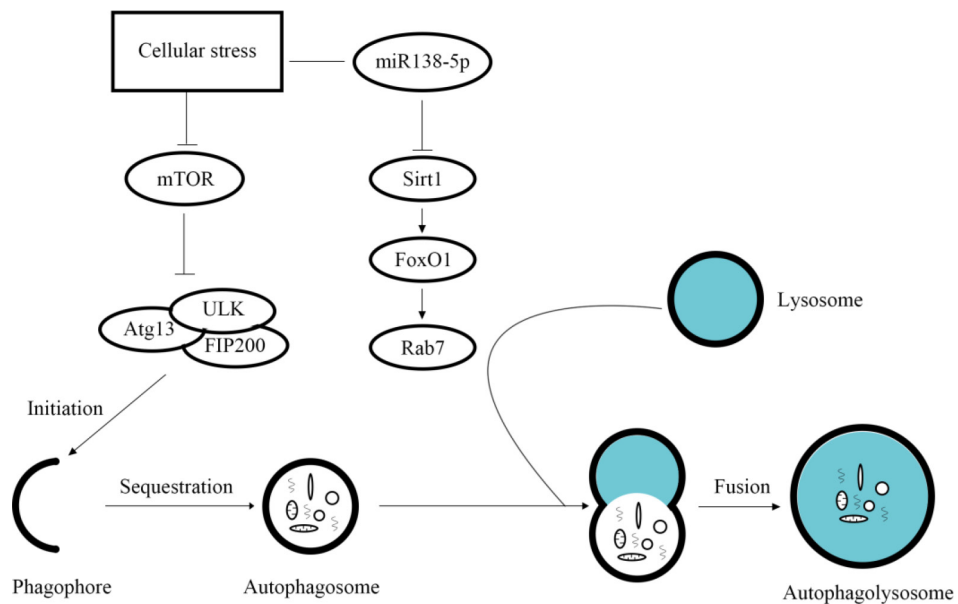 Cellular stress
miR138-5p
mTOR
Sirt1
FoxO1
ULK
Atg13
FIP200
Rab7
Lysosome
Initiation
Sequestration
Fusion
Phagophore
Autophagosome
Autophagolysosome